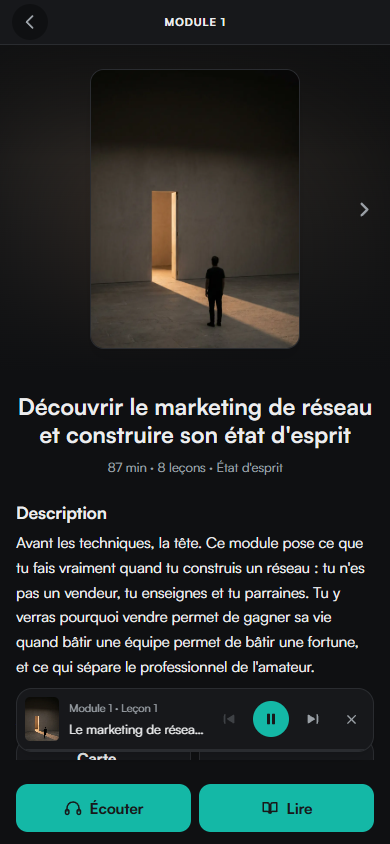 MODULE 1
Découvrir le marketing de réseau
et construire son état d'esprit
87 min · 8 leçons · État d'esprit
Description
Avant les techniques, la tête. Ce module pose ce que
tu fais vraiment quand tu construis un réseau : tu n'es
pas un vendeur, tu enseignes et tu parraines. Tu y
verras pourquoi vendre permet de gagner sa vie
quand bâtir une équipe permet de bâtir une fortune,
et ce qui sépare le professionnel de l'amateur.
Module 1 · Leçon 1
Le marketing de résea...
Carte
Écouter
Lire